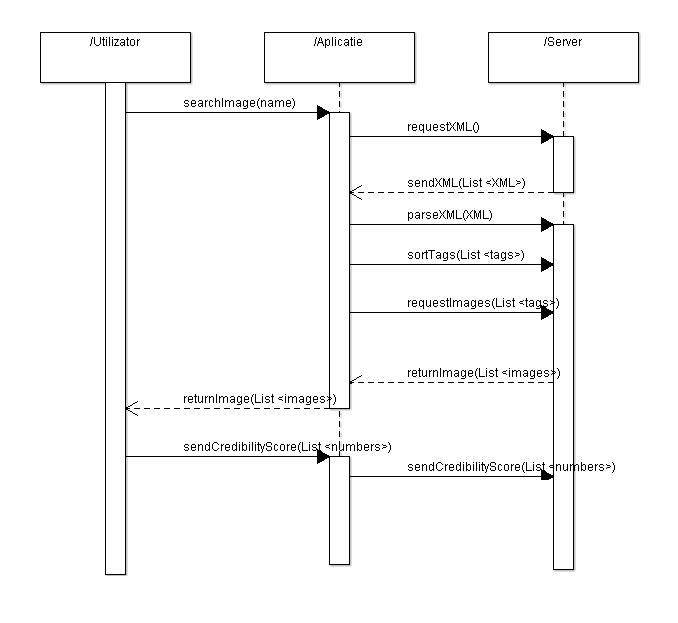 /Utilizator
/Aplicatie
/Server
searchImage(name)
requestXML()
sendXML(List <XML>)
parseXML(XML)
sortTags(List <tags>)
requestImages(List <tags>)
returnImage(List <images>)
returnImage(List <images>)
sendCredibilityScore(List <numbers>)
sendCredibilityScore(List <numbers>)